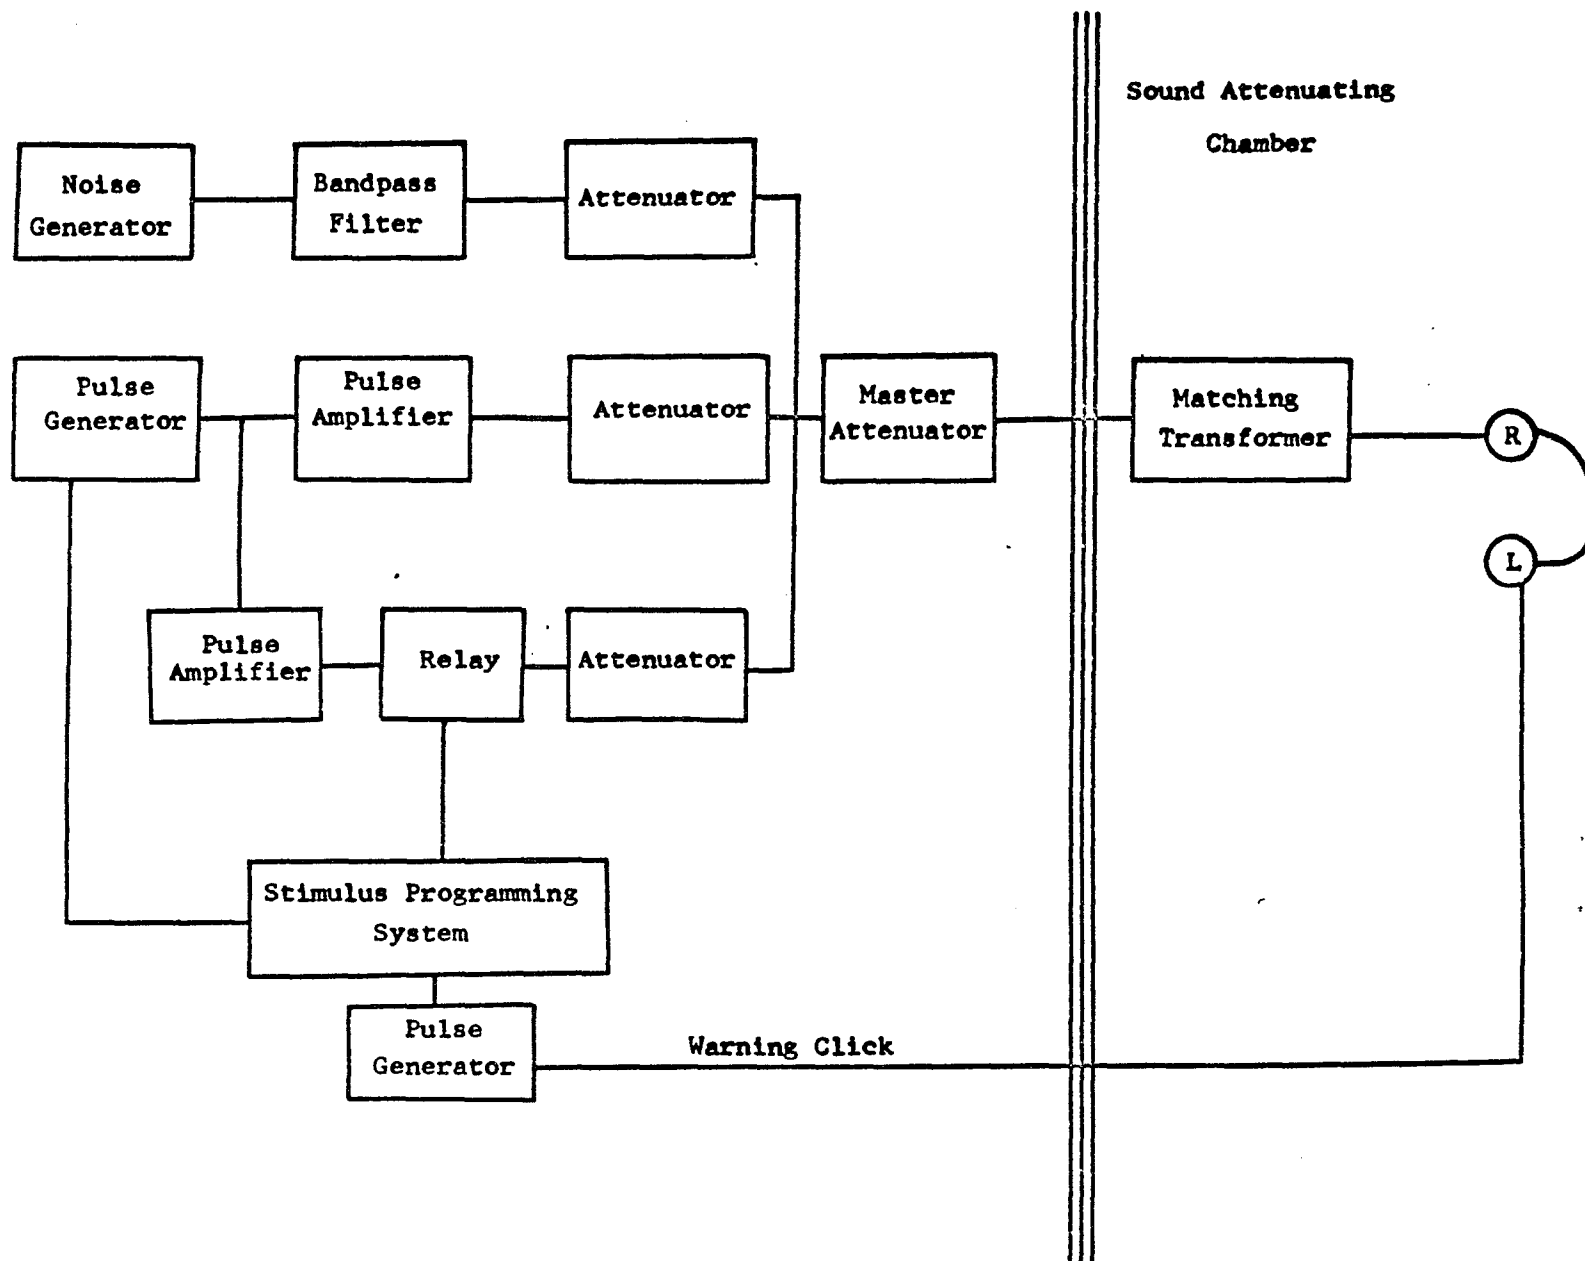 Sound Attenuating
Chamber
Noise
Generator
Bandpass
Filter
Attenuator
Pulse
Generator
Pulse
Amplifier
Attenuator
Master
Attenuator
Matching
Transformer
R
L
Pulse
Amplifier
Relay
Attenuator
Stimulus Programming
System
Pulse
Generator
Warning Click